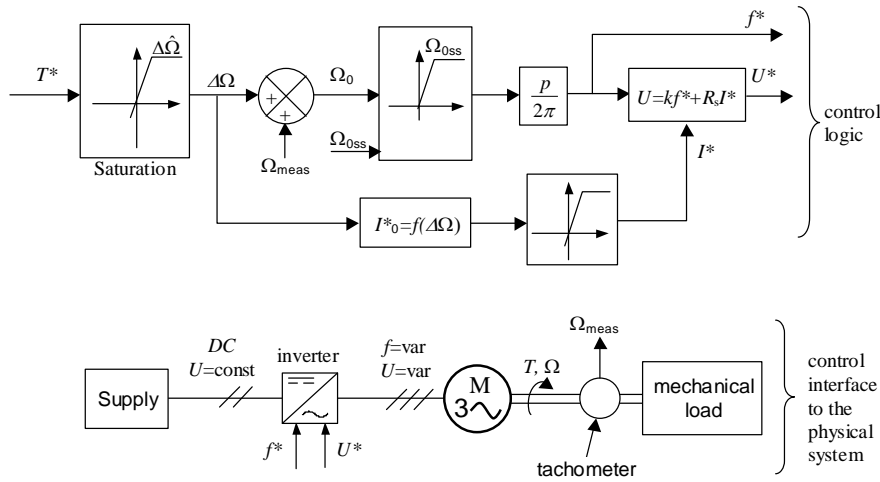 f*
ΔΩ̂
Ω0ss
T*
ΔΩ
Ω0
U*
+
+
p
2π
U=kf*+RsI*
control
logic
Ω0ss
Ωmeas
I*
Saturation
I*0=f(ΔΩ)
Ωmeas
DC
U=const
inverter
f=var
U=var
T, Ω
M
3
Supply
mechanical
load
control
interface
to the
physical
system
f*
U*
tachometer